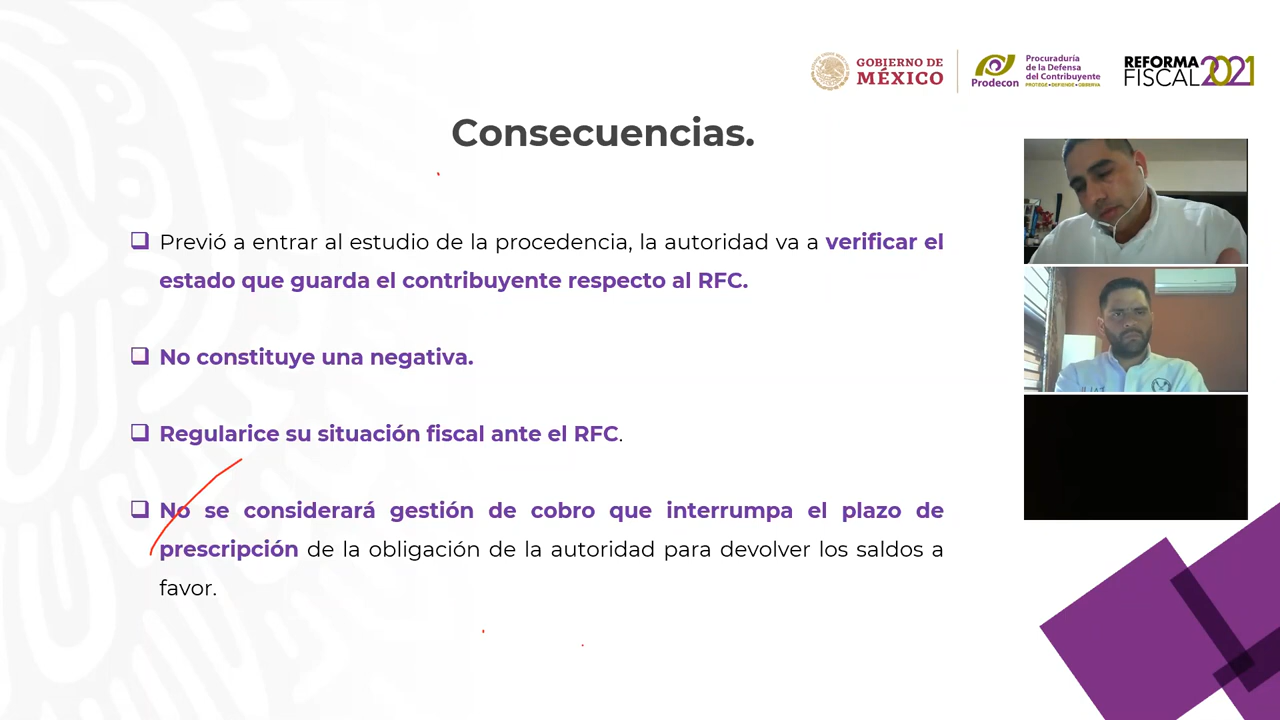 GOBIERNO DE
MÉXICO
Prodecon
Procuraduría
de la Defensa
del Contribuyente
PROTEGE • DEFIENDE • OBSERVA
REFORMA
FISCAL 2021
Consecuencias.
Previó a entrar al estudio de la procedencia, la autoridad va a verificar el
estado que guarda el contribuyente respecto al RFC.
No constituye una negativa.
Regularice su situación fiscal ante el RFC.
No se considerará gestión de cobro que interrumpa el plazo de
prescripción de la obligación de la autoridad para devolver los saldos a
favor.